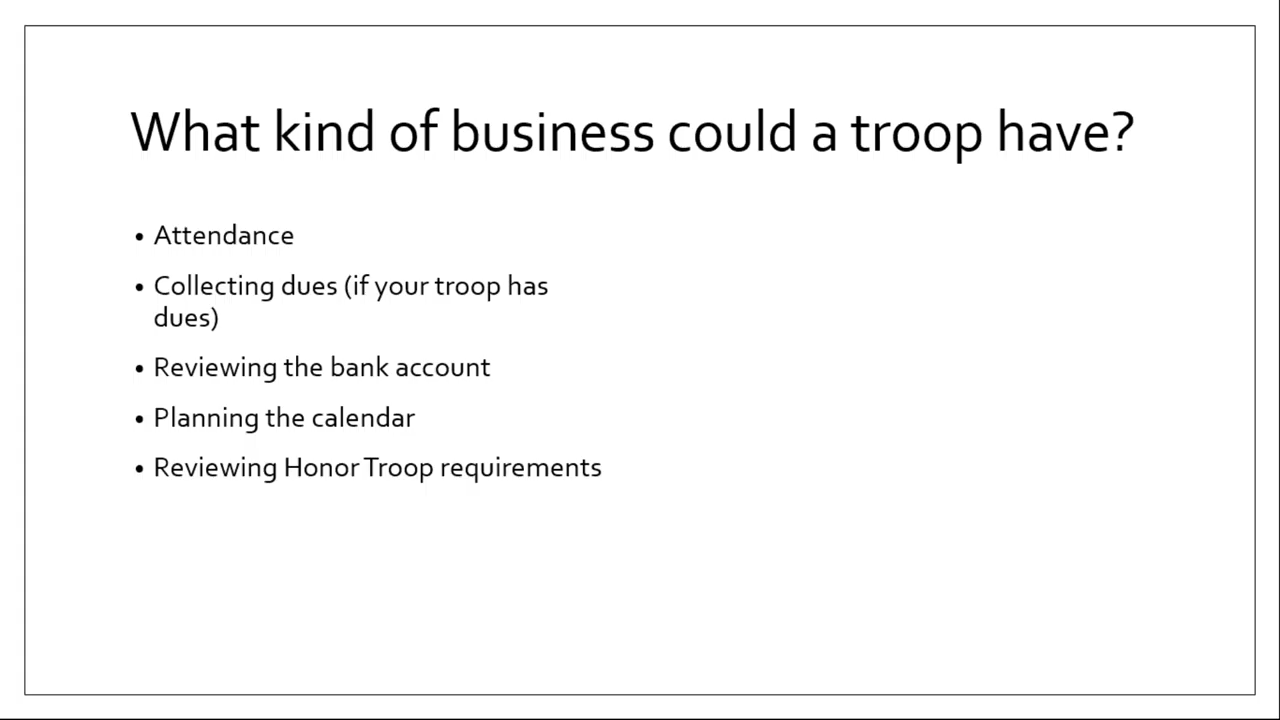 What kind of business could a troop have?
• Attendance
• Collecting dues (if your troop has
dues)
• Reviewing the bank account
• Planning the calendar
• Reviewing Honor Troop requirements